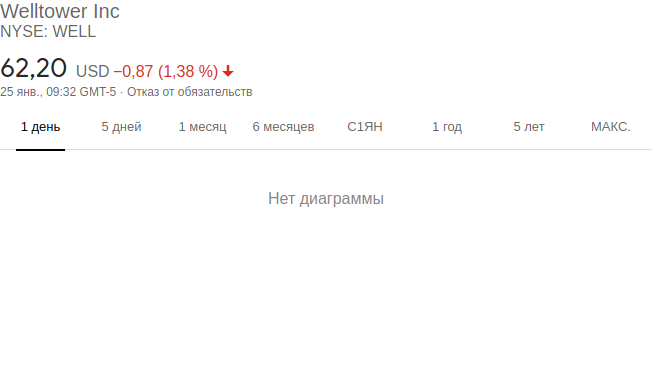 Welltower Inc
NYSE: WELL
62,20 USD −0,87 (1,38 %)
25 янв., 09:32 GMT-5 · Отказ от обязательств
1 день 5 дней 1 месяц 6 месяцев С1ЯН 1 год 5 лет МАКС.
Нет диаграммы